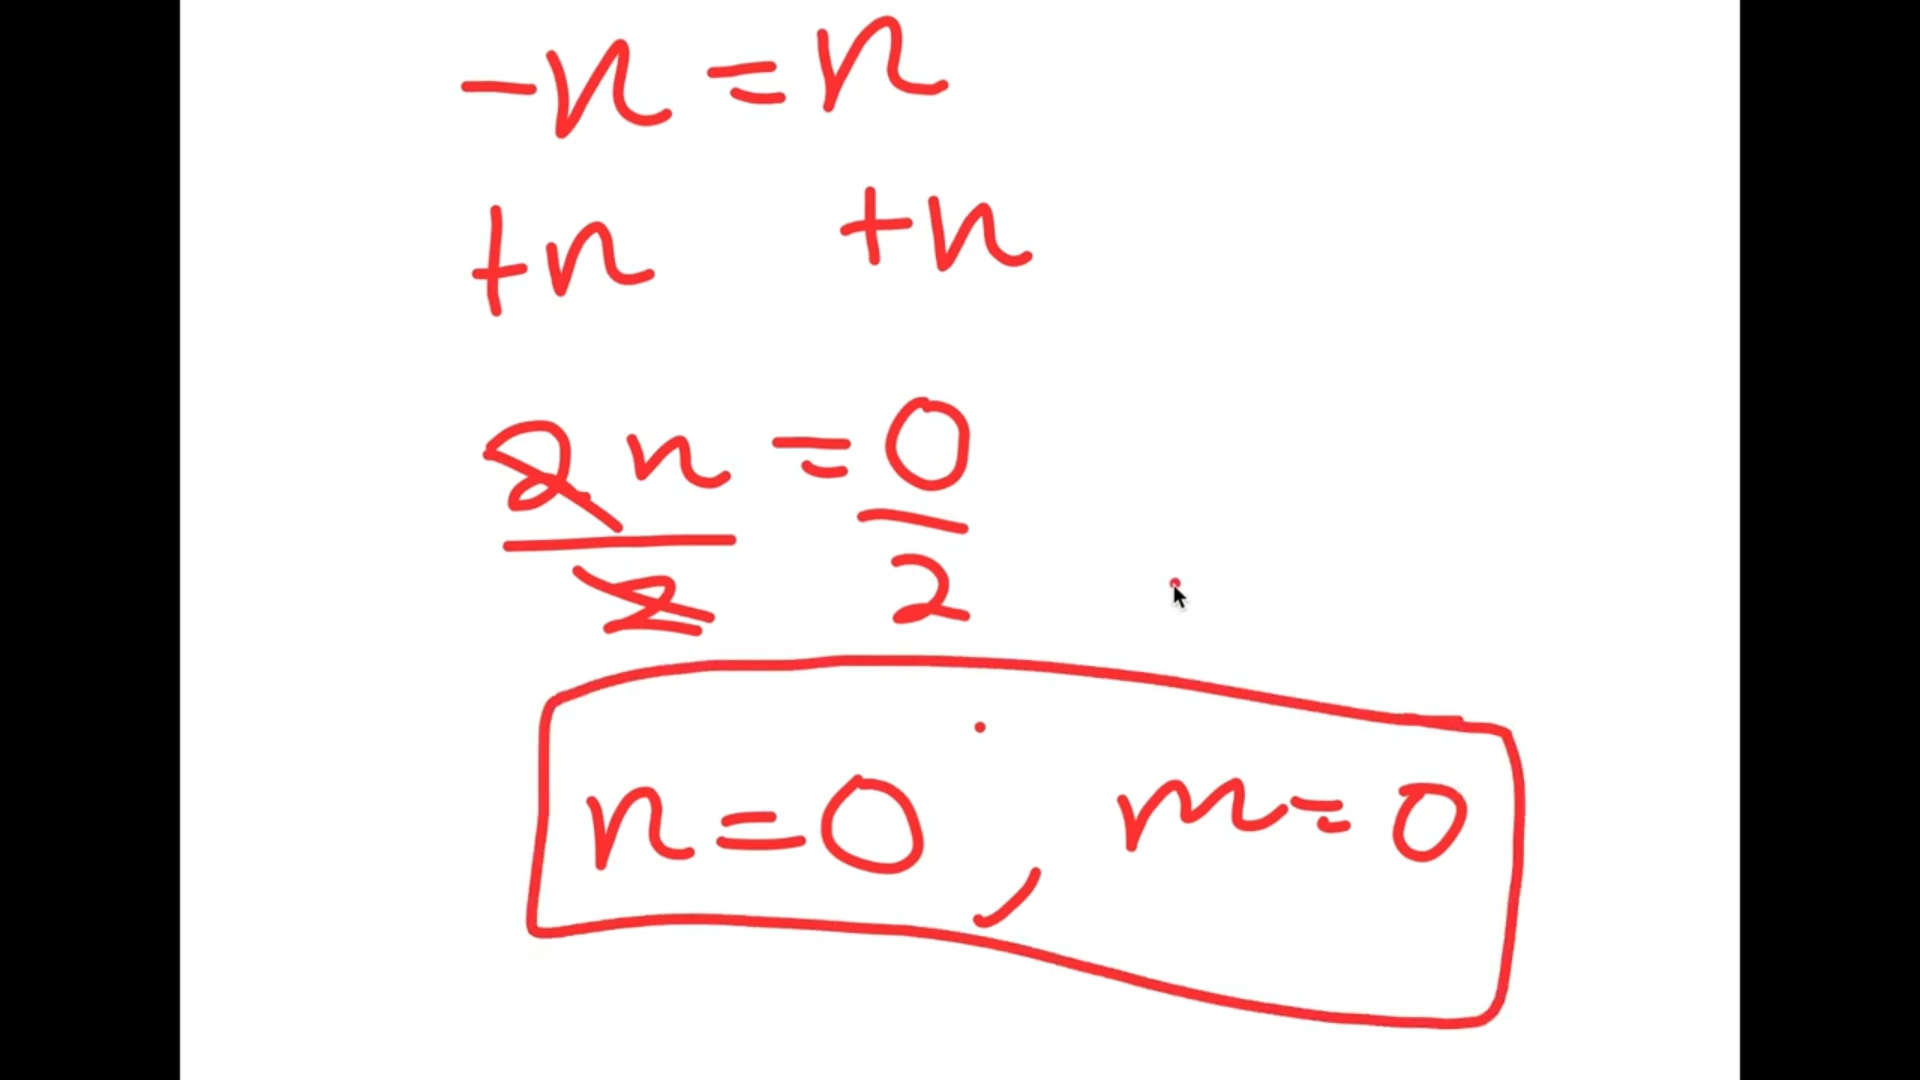 -n=n
+n +n
2n=0
2 2
n=0, m=0